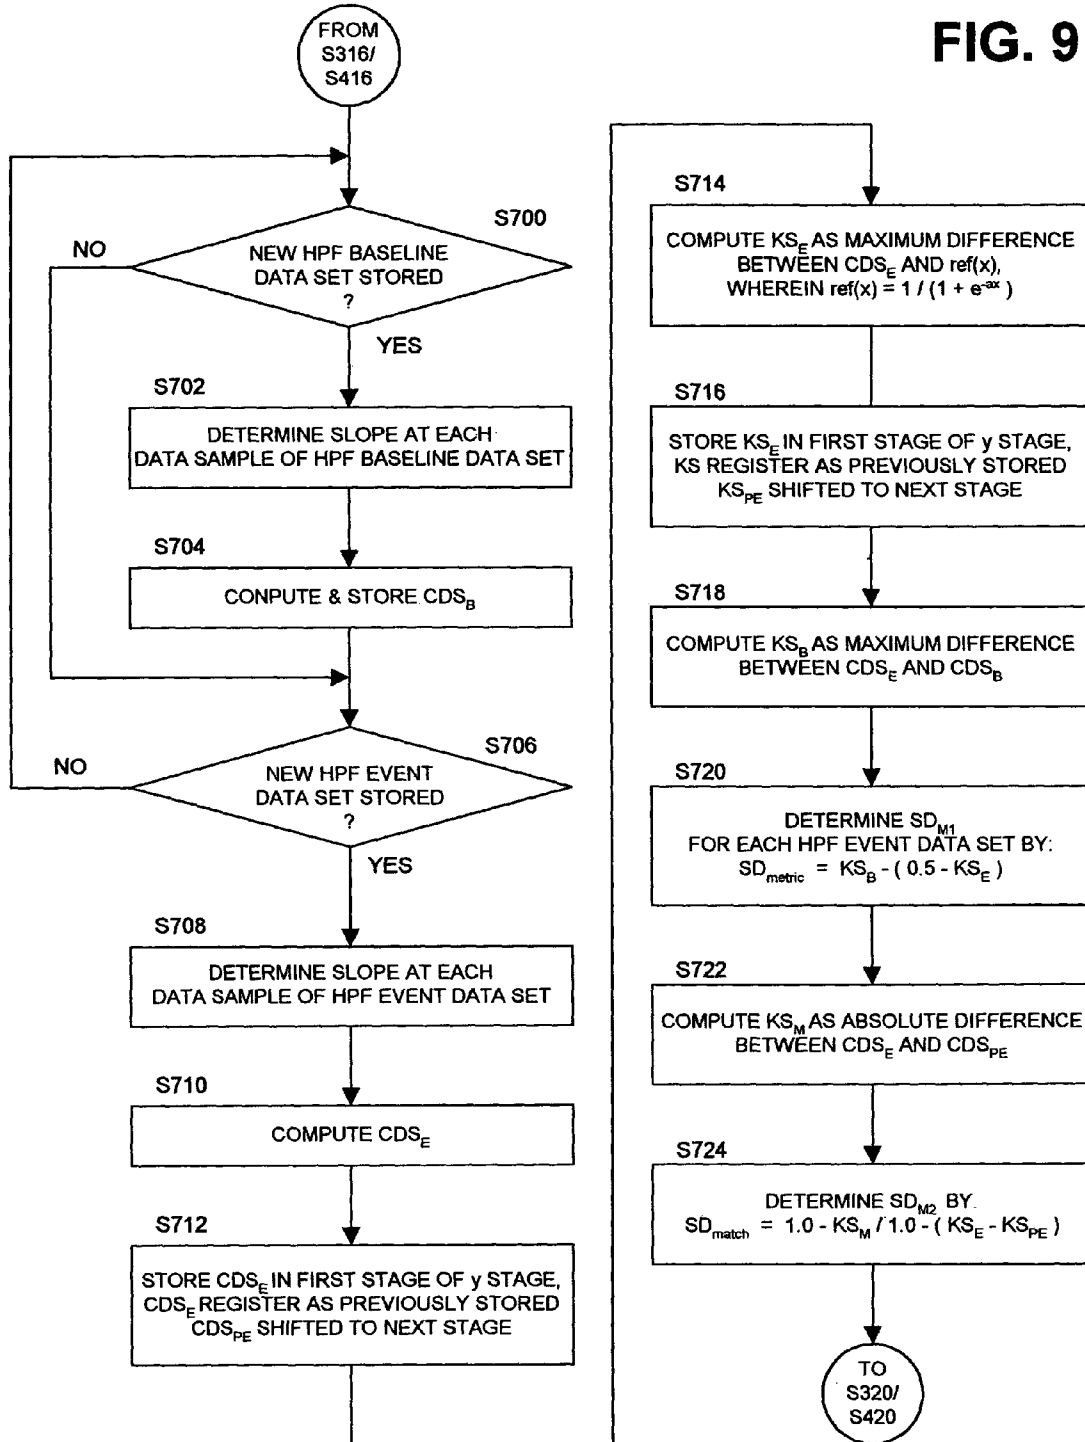 FIG. 9
FROM
S316/
S416
S700
NEW HPF BASELINE
DATA SET STORED
?
NO
YES
S702
DETERMINE SLOPE AT EACH
DATA SAMPLE OF HPF BASELINE DATA SET
S704
CONPUTE & STORE CDS_B
S706
NEW HPF EVENT
DATA SET STORED
?
NO
YES
S708
DETERMINE SLOPE AT EACH
DATA SAMPLE OF HPF EVENT DATA SET
S710
COMPUTE CDS_E
S712
STORE CDS_E IN FIRST STAGE OF y STAGE,
CDS_E REGISTER AS PREVIOUSLY STORED
CDS_PE SHIFTED TO NEXT STAGE
S714
COMPUTE KS_E AS MAXIMUM DIFFERENCE
BETWEEN CDS_E AND ref(x),
WHEREIN ref(x) = 1 / (1 + e^-ax )
S716
STORE KS_E IN FIRST STAGE OF y STAGE,
KS REGISTER AS PREVIOUSLY STORED
KS_PE SHIFTED TO NEXT STAGE
S718
COMPUTE KS_B AS MAXIMUM DIFFERENCE
BETWEEN CDS_E AND CDS_B
S720
DETERMINE SD_M1
FOR EACH HPF EVENT DATA SET BY:
SD_metric = KS_B - ( 0.5 - KS_E )
S722
COMPUTE KS_M AS ABSOLUTE DIFFERENCE
BETWEEN CDS_E AND CDS_PE
S724
DETERMINE SD_M2 BY.
SD_match = 1.0 - KS_M / 1.0 - ( KS_E - KS_PE )
TO
S320/
S420